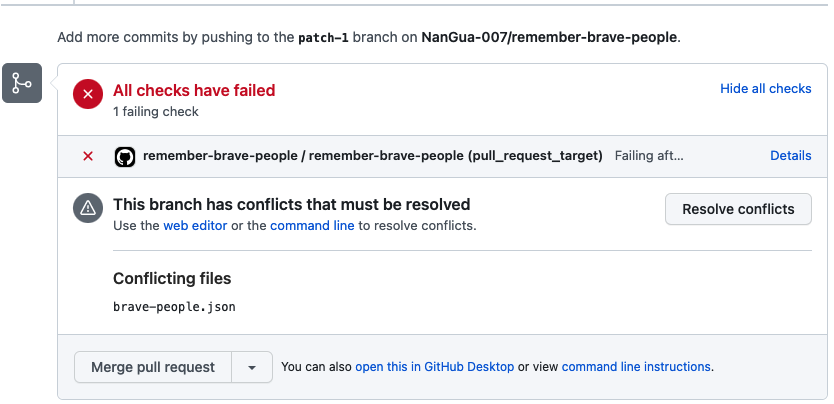 Add more commits by pushing to the patch-1 branch on NanGua-007/remember-brave-people.
All checks have failed
Hide all checks
1 failing check
remember-brave-people / remember-brave-people (pull_request_target) Failing aft... Details
This branch has conflicts that must be resolved
Use the web editor or the command line to resolve conflicts.
Resolve conflicts
Conflicting files
brave-people.json
Merge pull request
You can also open this in GitHub Desktop or view command line instructions.